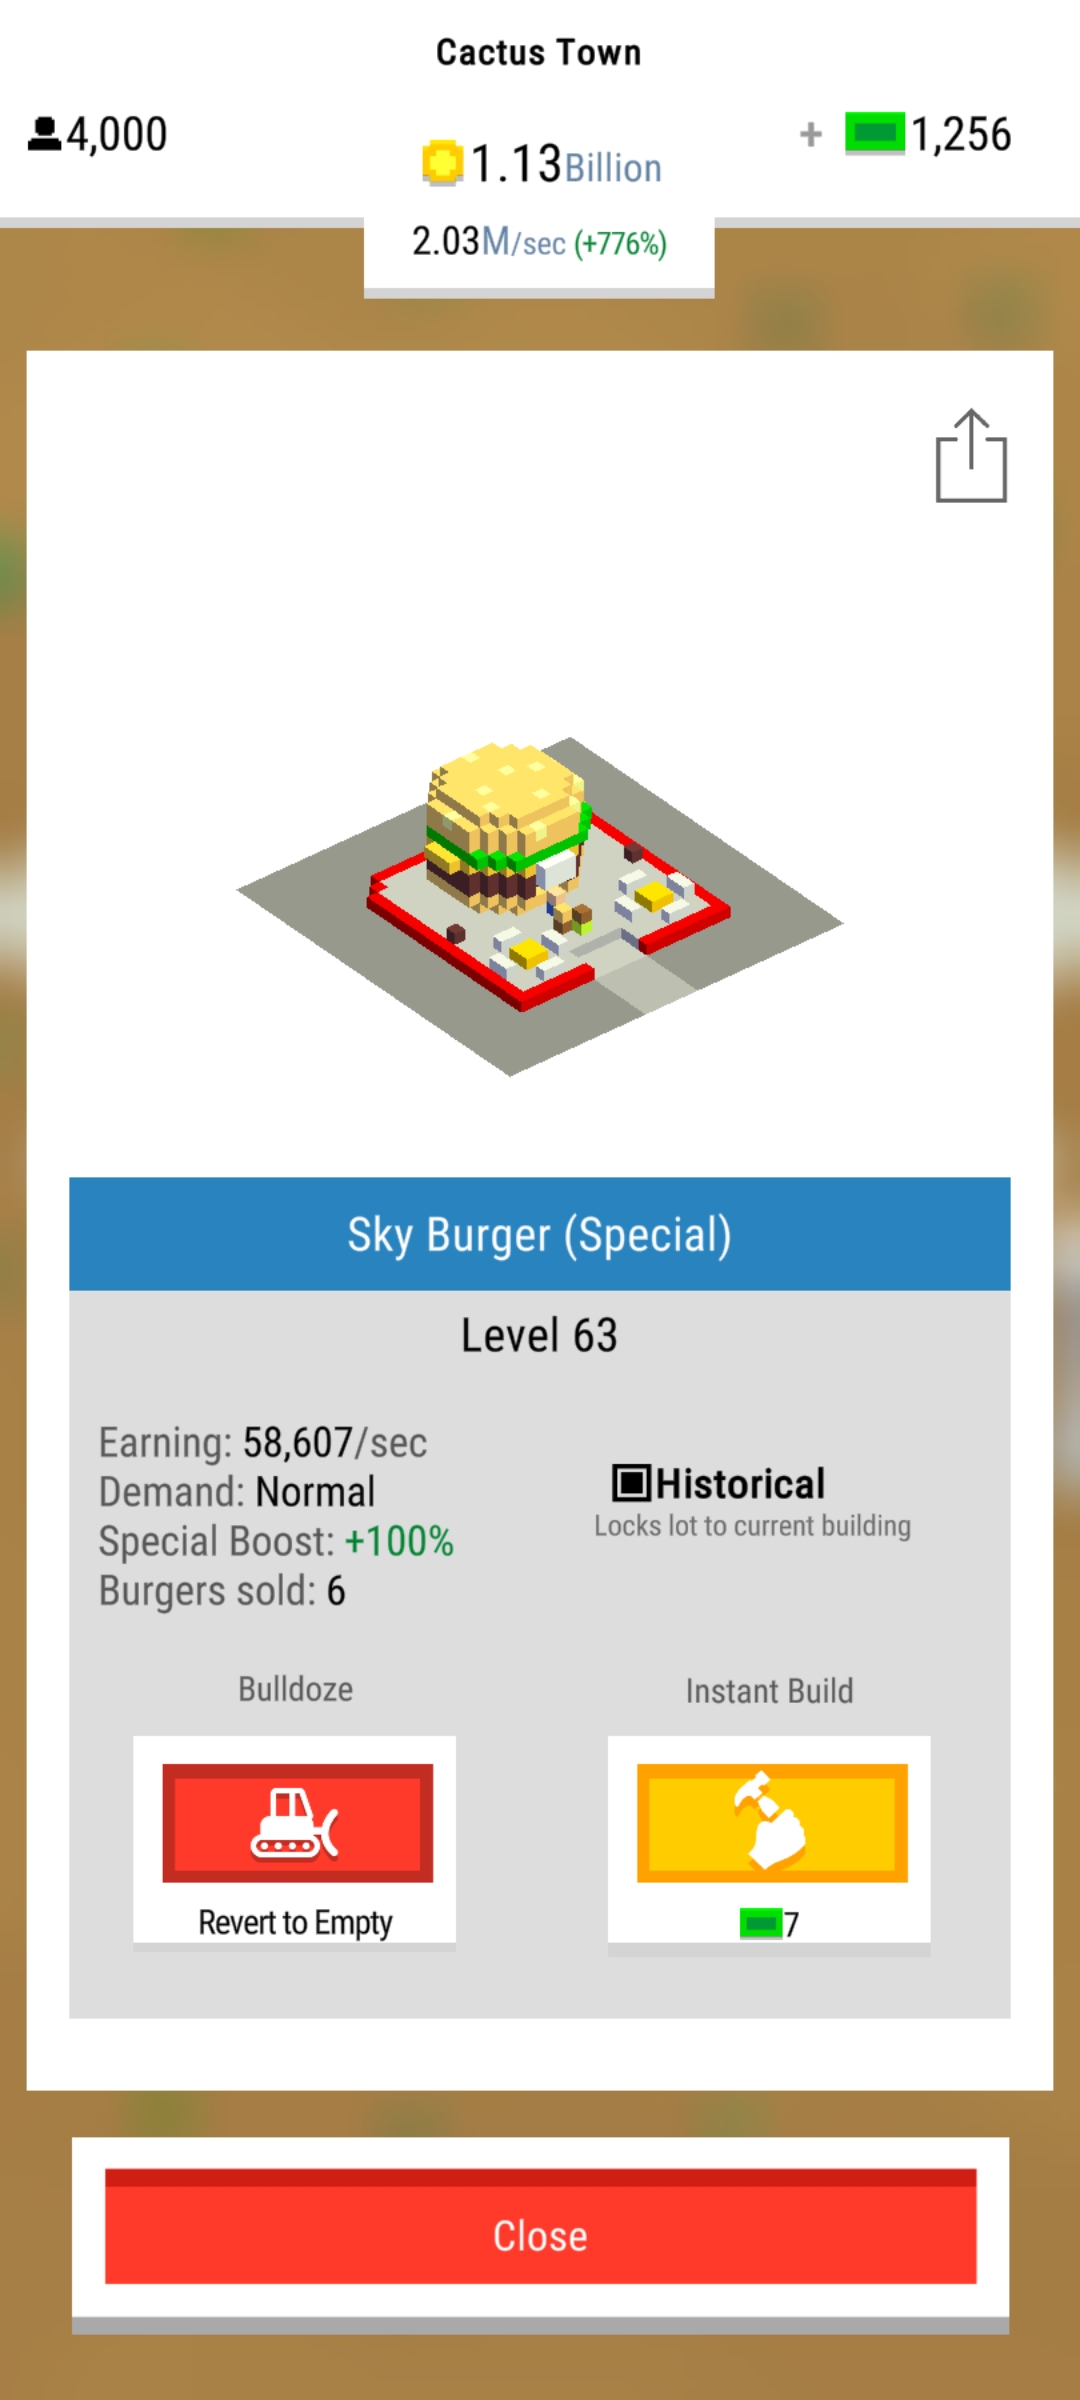 Cactus Town
4,000
1.13Billion
+ 1,256
2.03M/sec (+776%)
Sky Burger (Special)
Level 63
Earning: 58,607/sec
Demand: Normal
Special Boost: +100%
Burgers sold: 6
Historical
Locks lot to current building
Bulldoze
Instant Build
Revert to Empty
7
Close